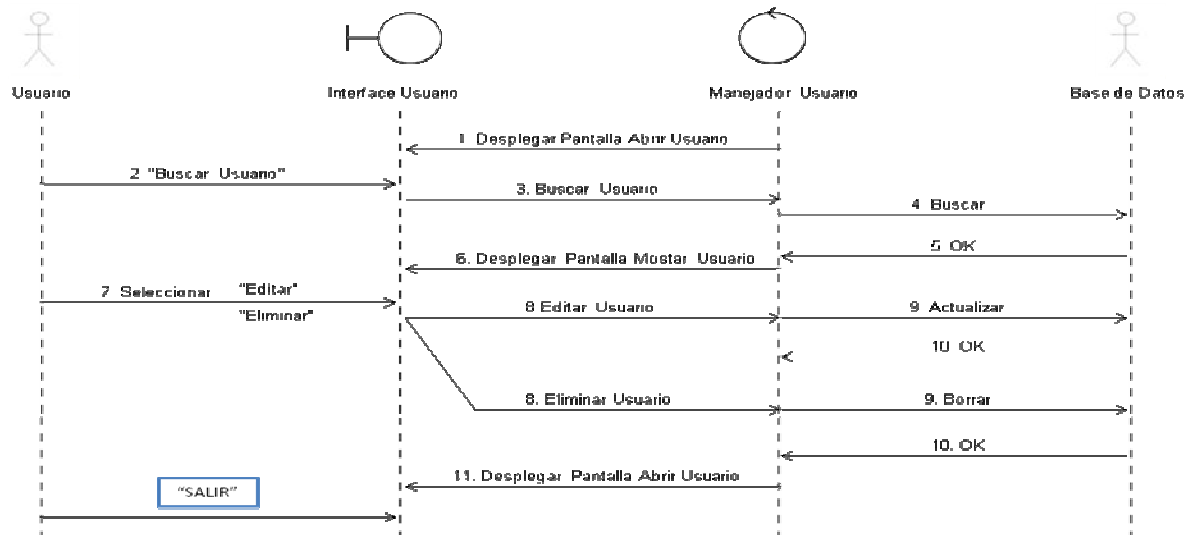 Usuario
Interface Usuario
Manejador Usuario
Base de Datos
1 Desplegar Pantalla Abrir Usuario
2 "Buscar Usuario"
3. Buscar Usuario
4 Buscar
5 OK
6. Desplegar Pantalla Mostar Usuario
7 Seleccionar "Editar"
"Eliminar"
8 Editar Usuario
9 Actualizar
10 OK
8. Eliminar Usuario
9. Borrar
10. OK
11. Desplegar Pantalla Abrir Usuario
"SALIR"